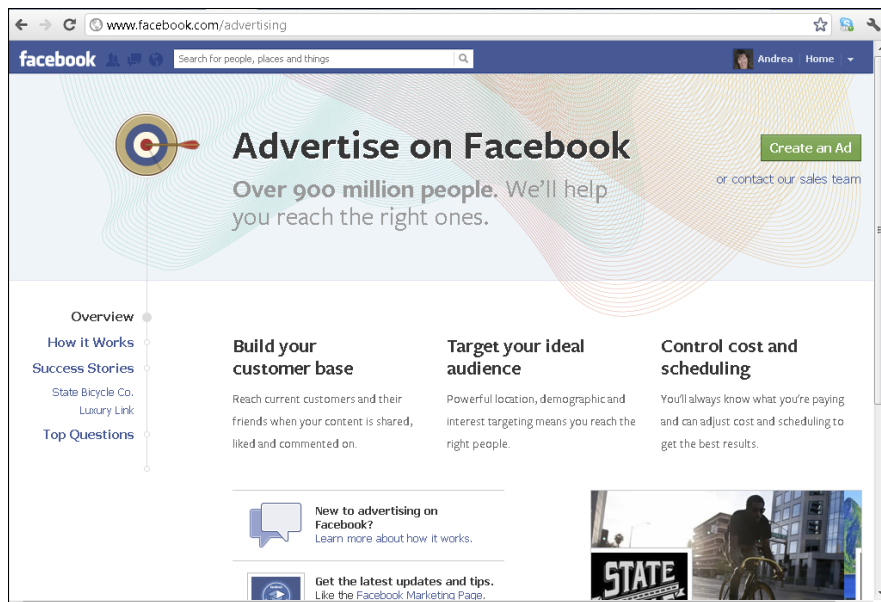 www.facebook.com/advertising
facebook
Search for people, places and things
Andrea
Home
Advertise on Facebook
Create an Ad
Over 900 million people. We'll help
you reach the right ones.
or contact our sales team
Overview
How it Works
Success Stories
State Bicycle Co.
Luxury Link
Top Questions
Build your
customer base
Reach current customers and their
friends when your content is shared,
liked and commented on.
Target your ideal
audience
Powerful location, demographic and
interest targeting means you reach the
right people.
Control cost and
scheduling
You'll always know what you're paying
and can adjust cost and scheduling to
get the best results.
New to advertising on
Facebook?
Learn more about how it works.
Get the latest updates and tips.
Like the Facebook Marketing Page.
STATE